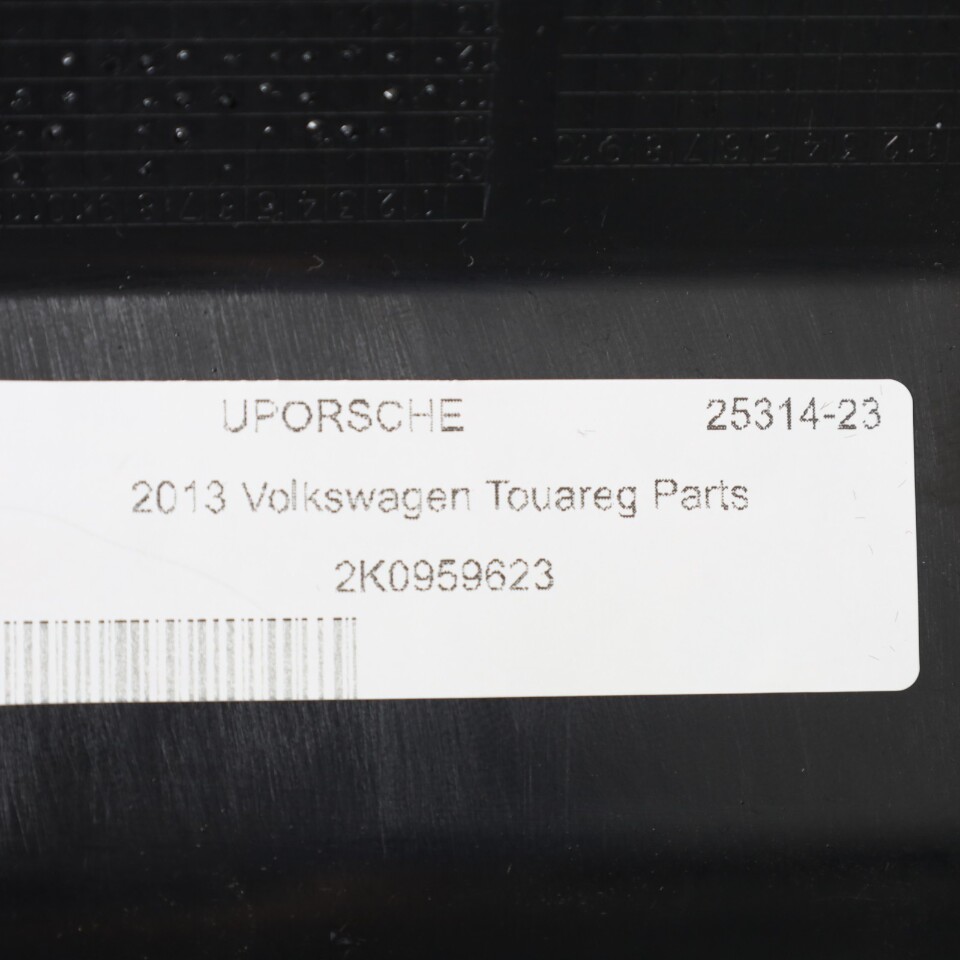 UPORSCHE 25314-23
2013 Volkswagen Touareg Parts
2K0959623